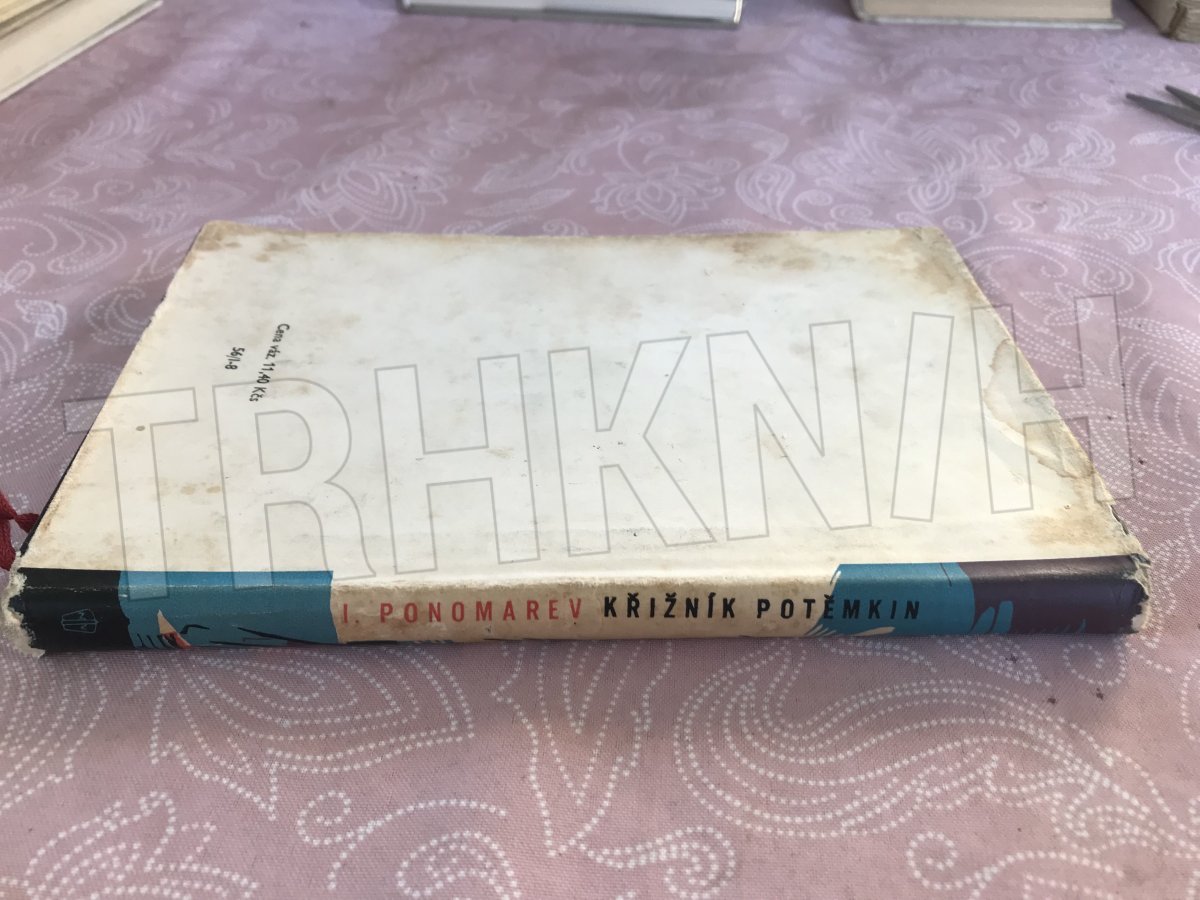 Cena váz. 11,40 Kčs
56/I-8
TRHKNIH
I. PONOMAREV KŘIŽNÍK POTĚMKIN